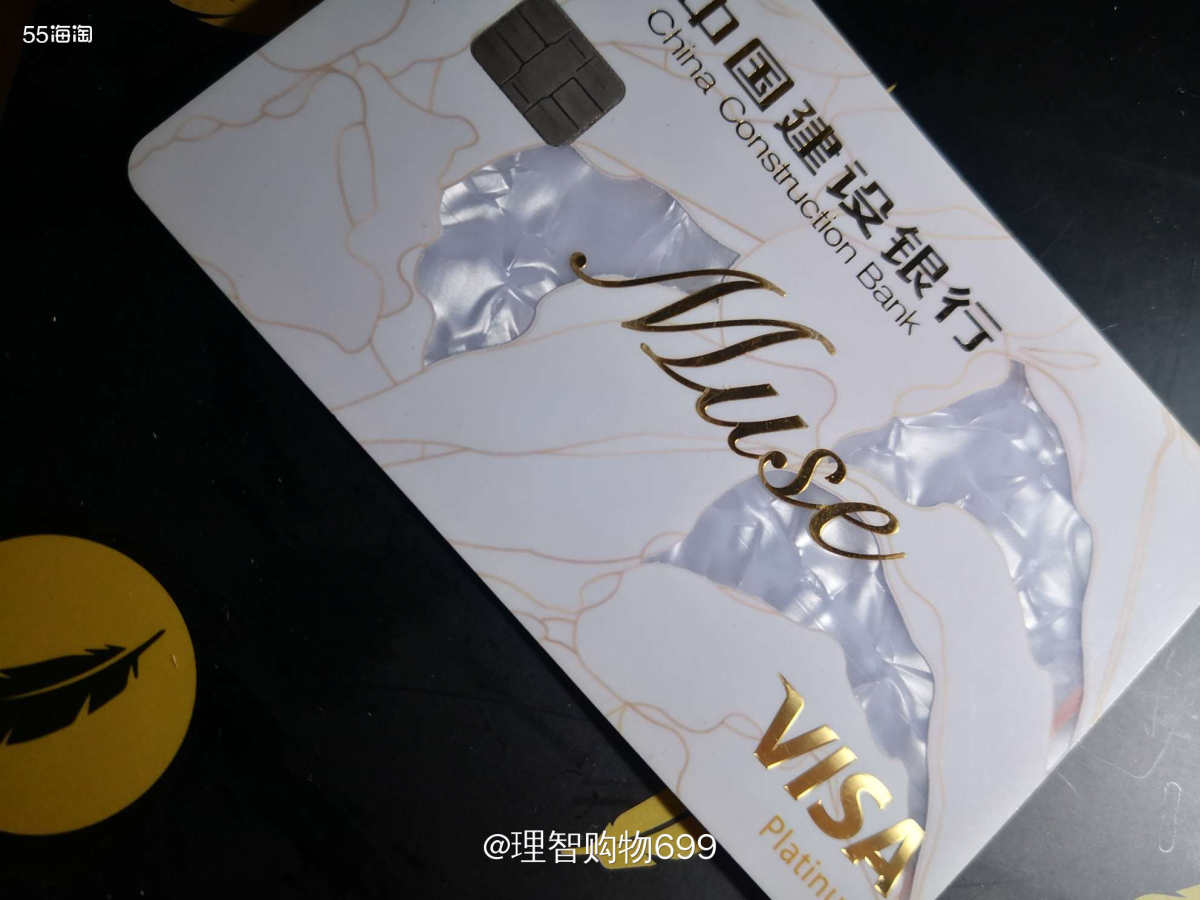 55海淘
中国建设银行
China Construction Bank
Muse
VISA
Platinu
@理智购物699